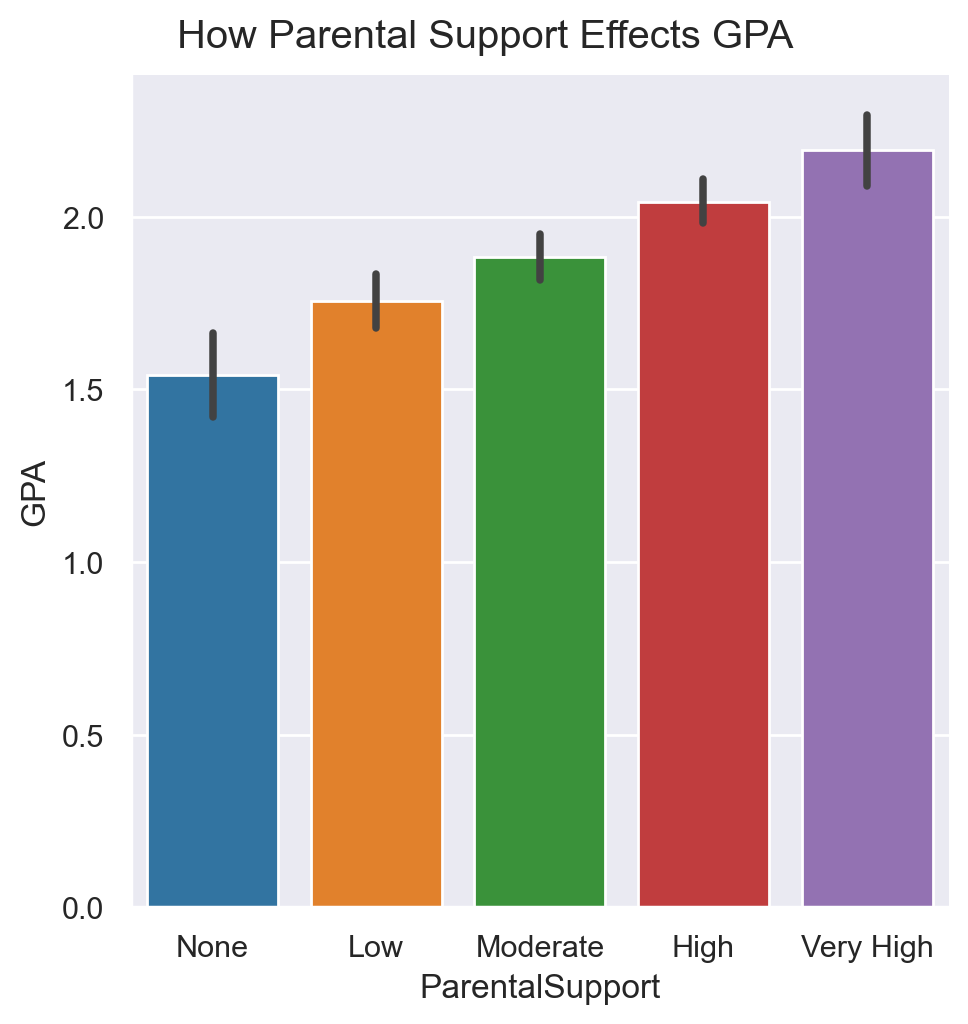 How Parental Support Effects GPA
GPA
2.0
1.5
1.0
0.5
0.0
None Low Moderate High Very High
ParentalSupport